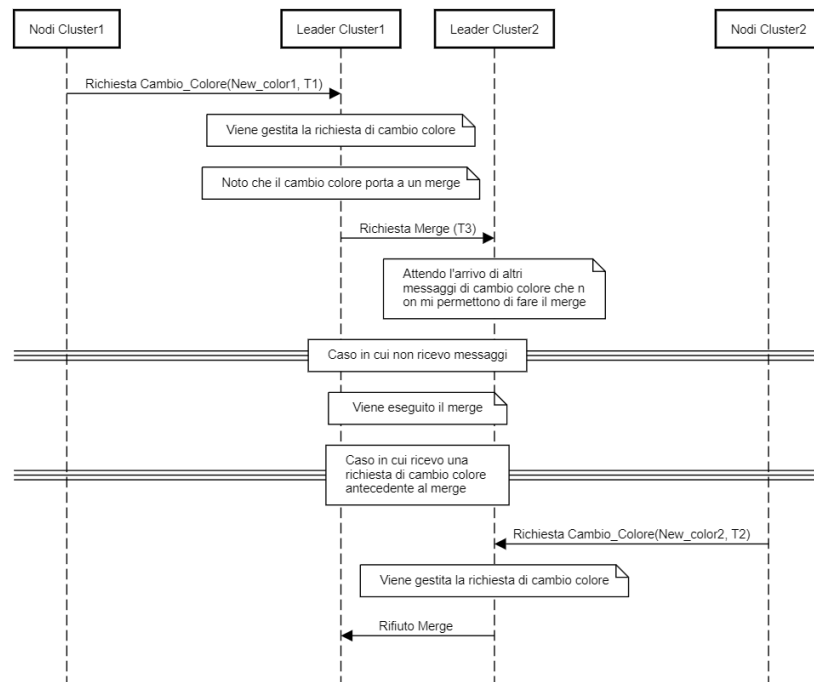 Nodi Cluster1
Leader Cluster1
Leader Cluster2
Nodi Cluster2
Richiesta Cambio_Colore(New_color1, T1)
Viene gestita la richiesta di cambio colore
Noto che il cambio colore porta a un merge
Richiesta Merge (T3)
Attendo l'arrivo di altri
messaggi di cambio colore che n
on mi permettono di fare il merge
Caso in cui non ricevo messaggi
Viene eseguito il merge
Caso in cui ricevo una
richiesta di cambio colore
antecedente al merge
Richiesta Cambio_Colore(New_color2, T2)
Viene gestita la richiesta di cambio colore
Rifiuto Merge